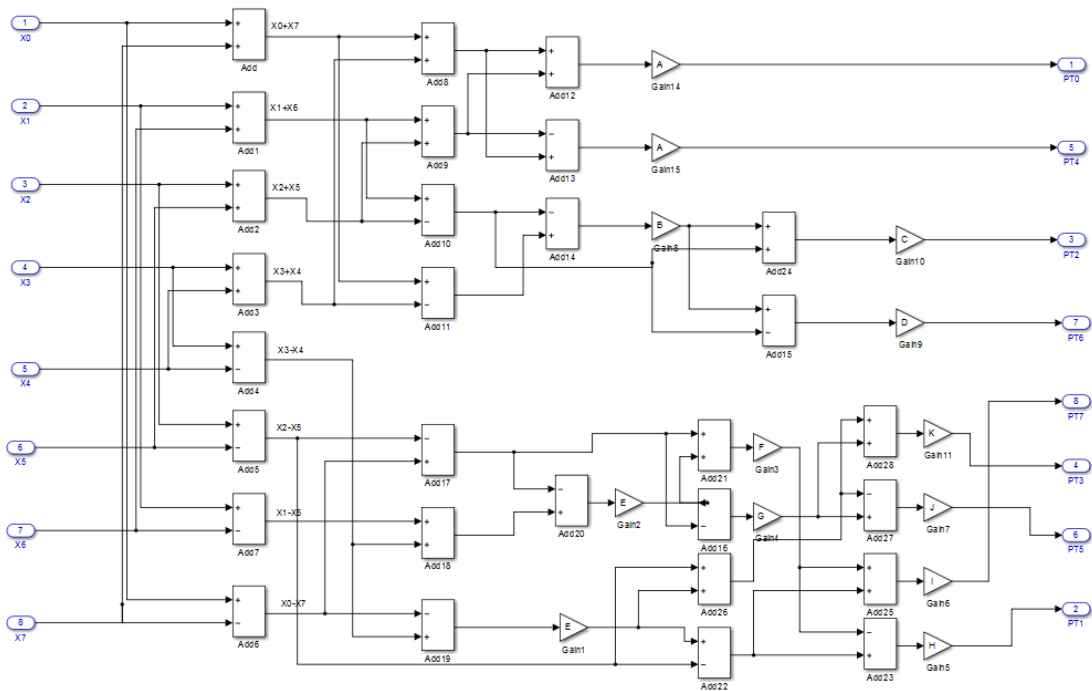 1
X0
+
+
Add
X0+X7
+
+
Add8
+
+
Add12
A
Gain14
1
PT0
2
X1
+
+
Add1
X1+X6
+
+
Add9
−
+
Add13
A
Gain15
5
PT4
3
X2
+
+
Add2
X2+X5
+
−
Add10
−
+
Add14
B
Gain8
+
+
Add24
C
Gain10
3
PT2
4
X3
+
+
Add3
X3+X4
+
−
Add11
+
−
Add15
D
Gain9
7
PT6
5
X4
+
−
Add4
X3-X4
8
PT7
6
X5
+
−
Add5
X2-X5
−
+
Add17
+
+
Add21
F
Gain3
+
+
Add28
K
Gain11
4
PT3
7
X6
+
−
Add7
X1-X6
+
+
Add18
−
+
Add20
E
Gain2
−
Add16
G
Gain4
−
+
Add27
J
Gain7
6
PT5
8
X7
+
−
Add6
X0-X7
−
+
Add19
E
Gain1
+
+
Add26
+
−
Add22
+
+
Add25
I
Gain6
−
+
Add23
H
Gain5
2
PT1